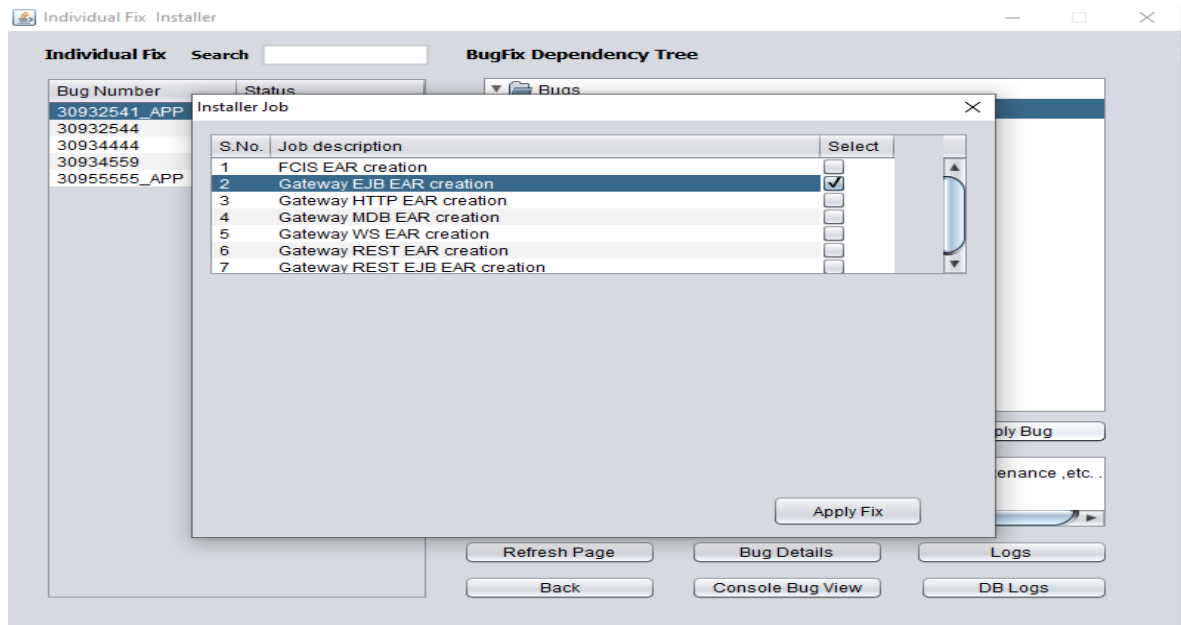 Individual Fix Installer
Individual Fix Search
BugFix Dependency Tree
Bug Number Status
Bugs
30932541_APP
30932544
30934444
30934559
30955555_APP
Installer Job
S.No. Job description Select
1 FCIS EAR creation
2 Gateway EJB EAR creation
3 Gateway HTTP EAR creation
4 Gateway MDB EAR creation
5 Gateway WS EAR creation
6 Gateway REST EAR creation
7 Gateway REST EJB EAR creation
Apply Fix
ply Bug
enance ,etc. .
Refresh Page Bug Details Logs
Back Console Bug View DB Logs